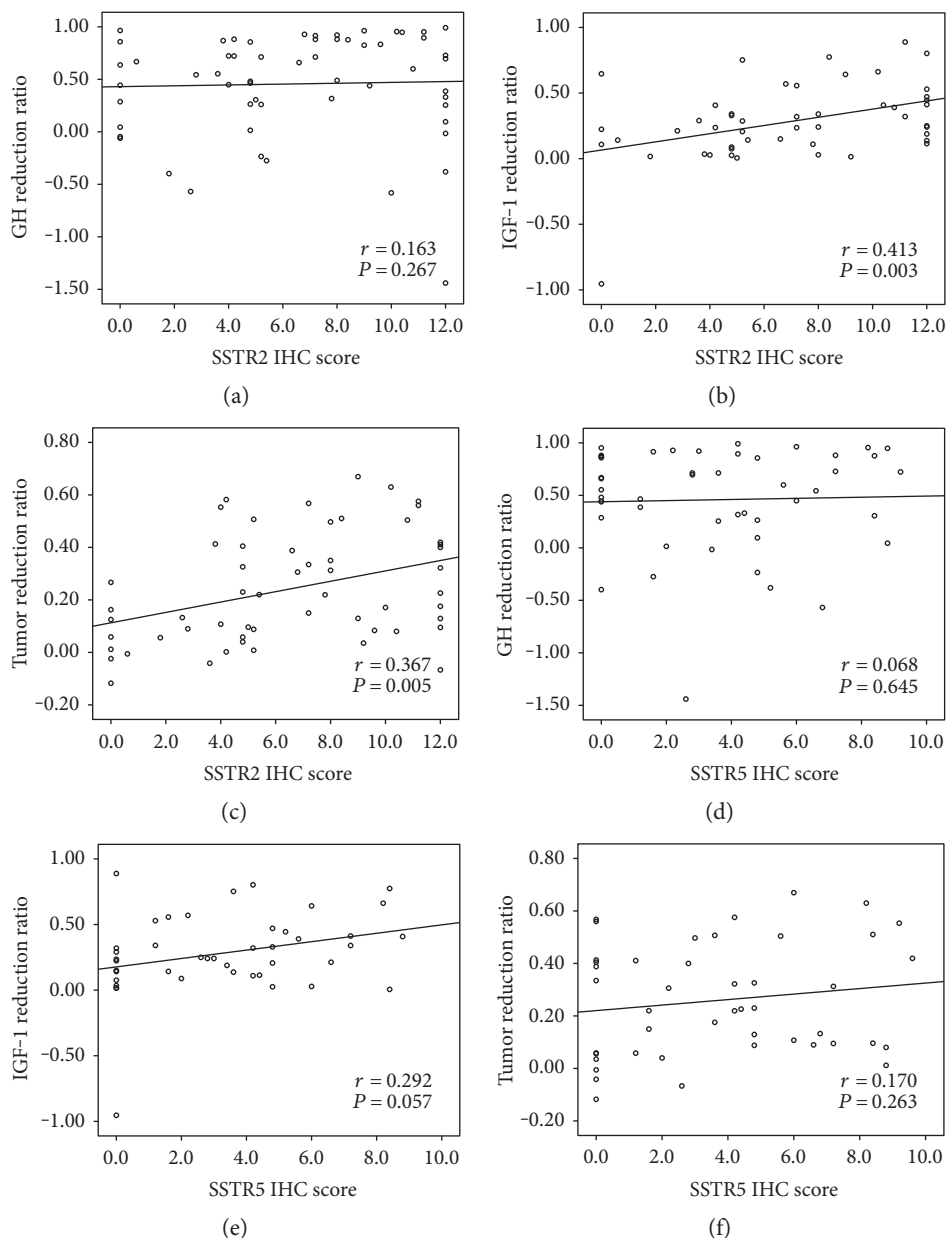 1.00
0.50
0.00
−0.50
−1.00
−1.50
GH reduction ratio
r = 0.163
P = 0.267
0.0 2.0 4.0 6.0 8.0 10.0 12.0
SSTR2 IHC score
(a)
1.00
0.50
0.00
−0.50
−1.00
IGF-1 reduction ratio
r = 0.413
P = 0.003
0.0 2.0 4.0 6.0 8.0 10.0 12.0
SSTR2 IHC score
(b)
0.80
0.60
0.40
0.20
0.00
−0.20
Tumor reduction ratio
r = 0.367
P = 0.005
0.0 2.0 4.0 6.0 8.0 10.0 12.0
SSTR2 IHC score
(c)
1.00
0.50
0.00
−0.50
−1.00
−1.50
GH reduction ratio
r = 0.068
P = 0.645
0.0 2.0 4.0 6.0 8.0 10.0
SSTR5 IHC score
(d)
1.00
0.50
0.00
−0.50
−1.00
IGF-1 reduction ratio
r = 0.292
P = 0.057
0.0 2.0 4.0 6.0 8.0 10.0
SSTR5 IHC score
(e)
0.80
0.60
0.40
0.20
0.00
−0.20
Tumor reduction ratio
r = 0.170
P = 0.263
0.0 2.0 4.0 6.0 8.0 10.0
SSTR5 IHC score
(f)